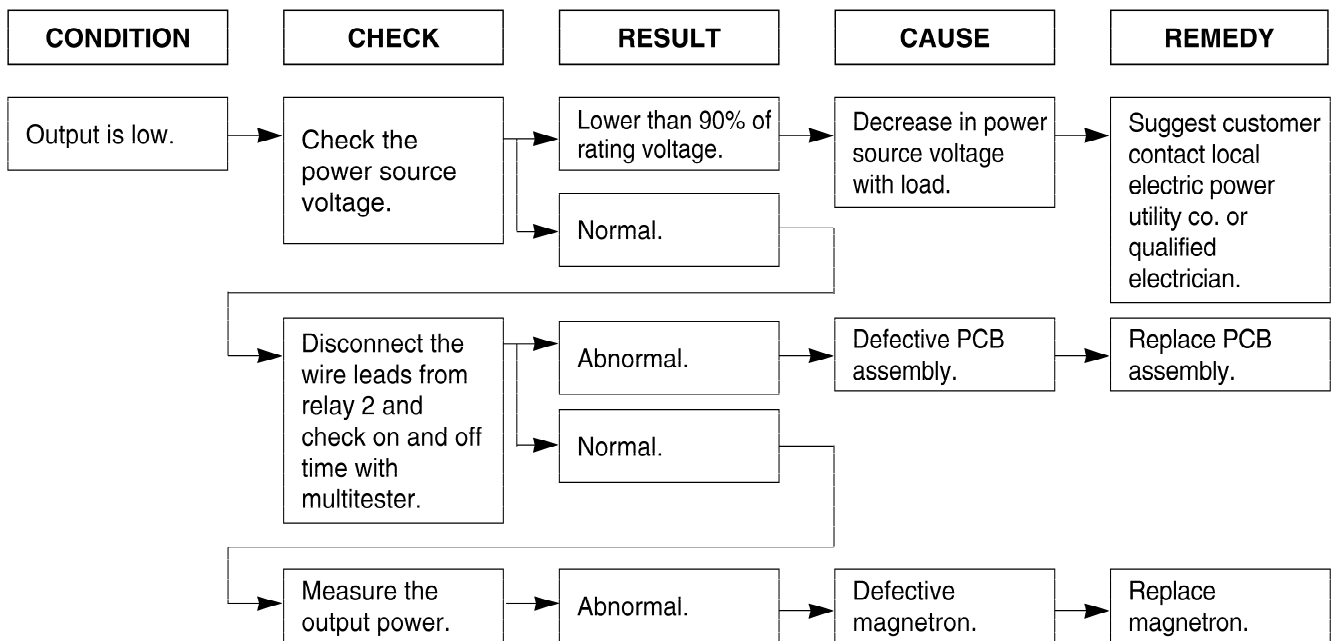 CONDITION
CHECK
RESULT
CAUSE
REMEDY
Output is low.
Check the
power source
voltage.
Lower than 90% of
rating voltage.
Decrease in power
source voltage
with load.
Suggest customer
contact local
electric power
utility co. or
qualified
electrician.
Normal.
Disconnect the
wire leads from
relay 2 and
check on and off
time with
multitester.
Abnormal.
Defective PCB
assembly.
Replace PCB
assembly.
Normal.
Measure the
output power.
Abnormal.
Defective
magnetron.
Replace
magnetron.